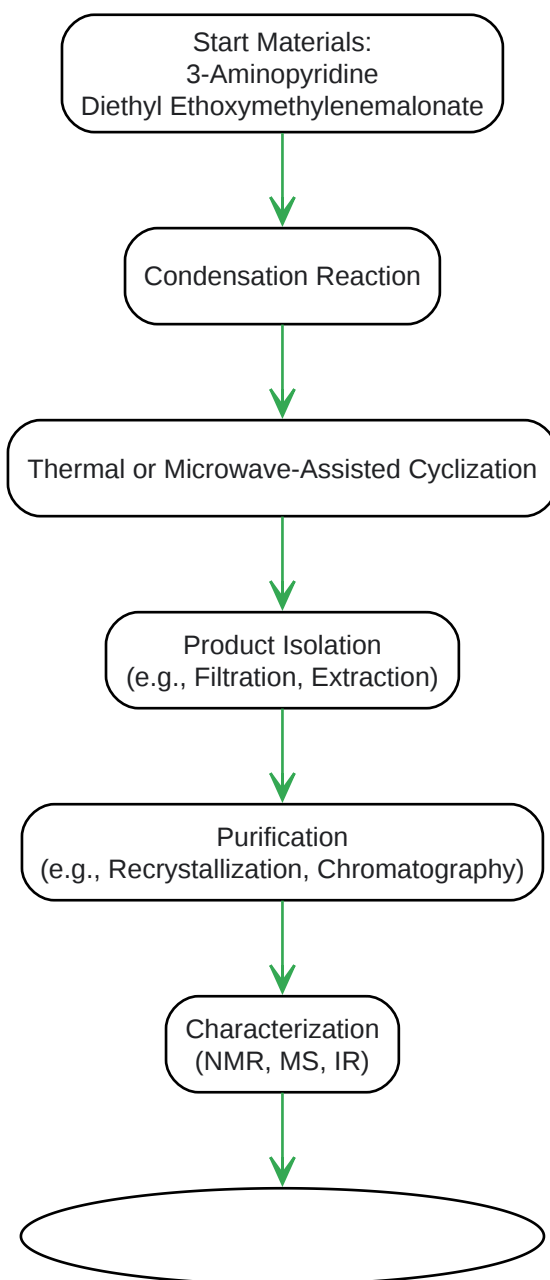 Start Materials:
3-Aminopyridine
Diethyl Ethoxymethylenemalonate
Condensation Reaction
Thermal or Microwave-Assisted Cyclization
Product Isolation
(e.g., Filtration, Extraction)
Purification
(e.g., Recrystallization, Chromatography)
Characterization
(NMR, MS, IR)